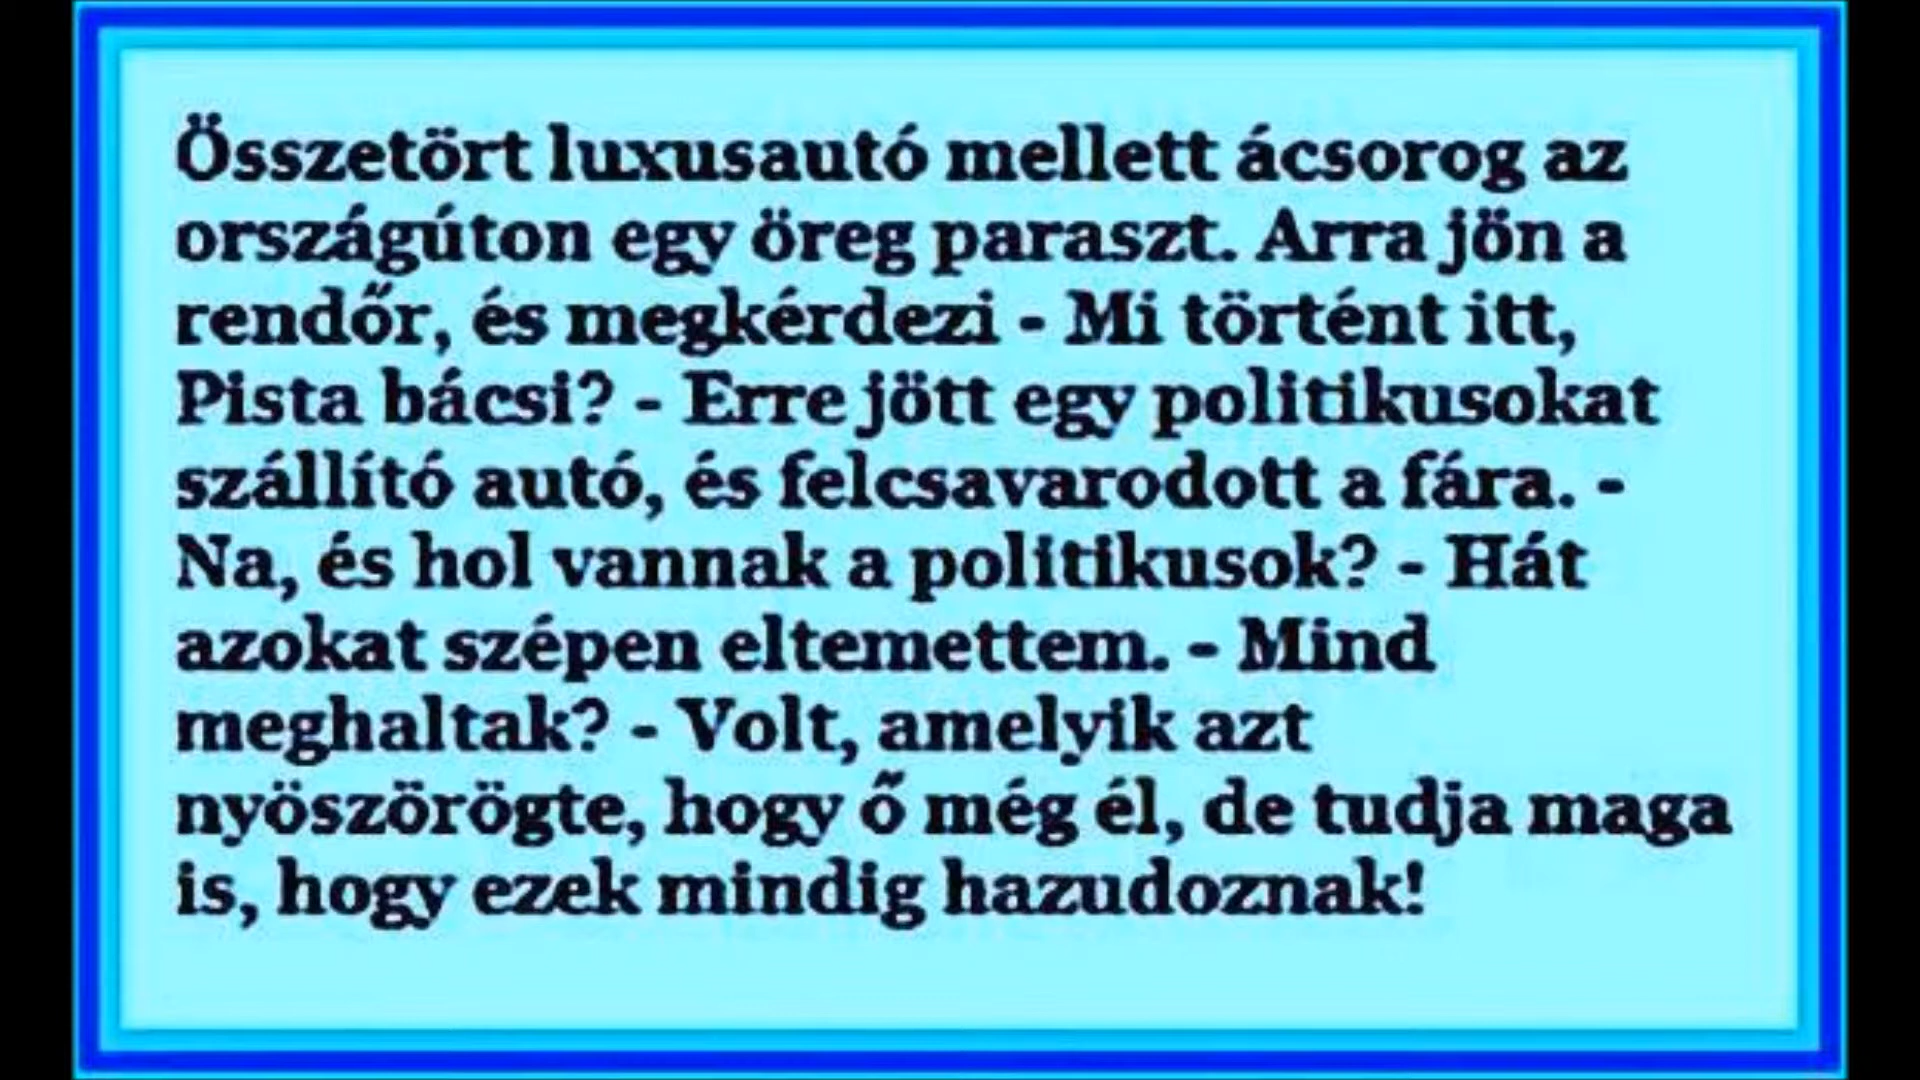 Összetört luxusautó mellett ácsorog az
országúton egy öreg paraszt. Arra jön a
rendőr, és megkérdezi - Mi történt itt,
Pista bácsi? - Erre jött egy politikusokat
szállító autó, és felcsavarodott a fára. -
Na, és hol vannak a politikusok? - Hát
azokat szépen eltemettem. - Mind
meghaltak? - Volt, amelyik azt
nyöszörögte, hogy ő még él, de tudja maga
is, hogy ezek mindig hazudoznak!